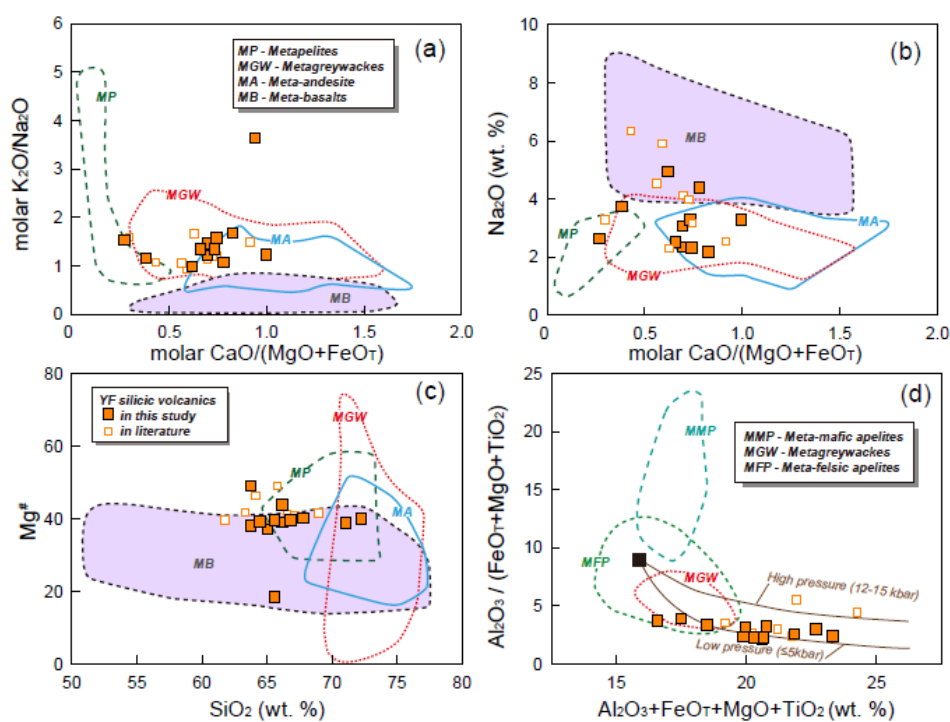 (a)
MP - Metapelites
MGW - Metagreywackes
MA - Meta-andesite
MB - Meta-basalts
MP
MGW
MA
MB
6
5
4
3
2
1
0
0
0.5
1.0
1.5
2.0
molar K₂O/Na₂O
molar CaO/(MgO+FeOT)
(b)
MB
MP
MGW
MA
10
8
6
4
2
0
0
0.5
1.0
1.5
2.0
Na₂O (wt. %)
molar CaO/(MgO+FeOT)
(c)
YF silicic volcanics
in this study
in literature
MGW
MP
MA
MB
80
60
40
20
0
50
55
60
65
70
75
80
Mg#
SiO₂ (wt. %)
(d)
MMP - Meta-mafic apelites
MGW - Metagreywackes
MFP - Meta-felsic apelites
MMP
MFP
MGW
High pressure (12-15 kbar)
Low pressure (≤5kbar)
25
20
15
10
5
0
10
15
20
25
Al₂O₃ / (FeOT+MgO+TiO₂)
Al₂O₃+FeOT+MgO+TiO₂ (wt. %)